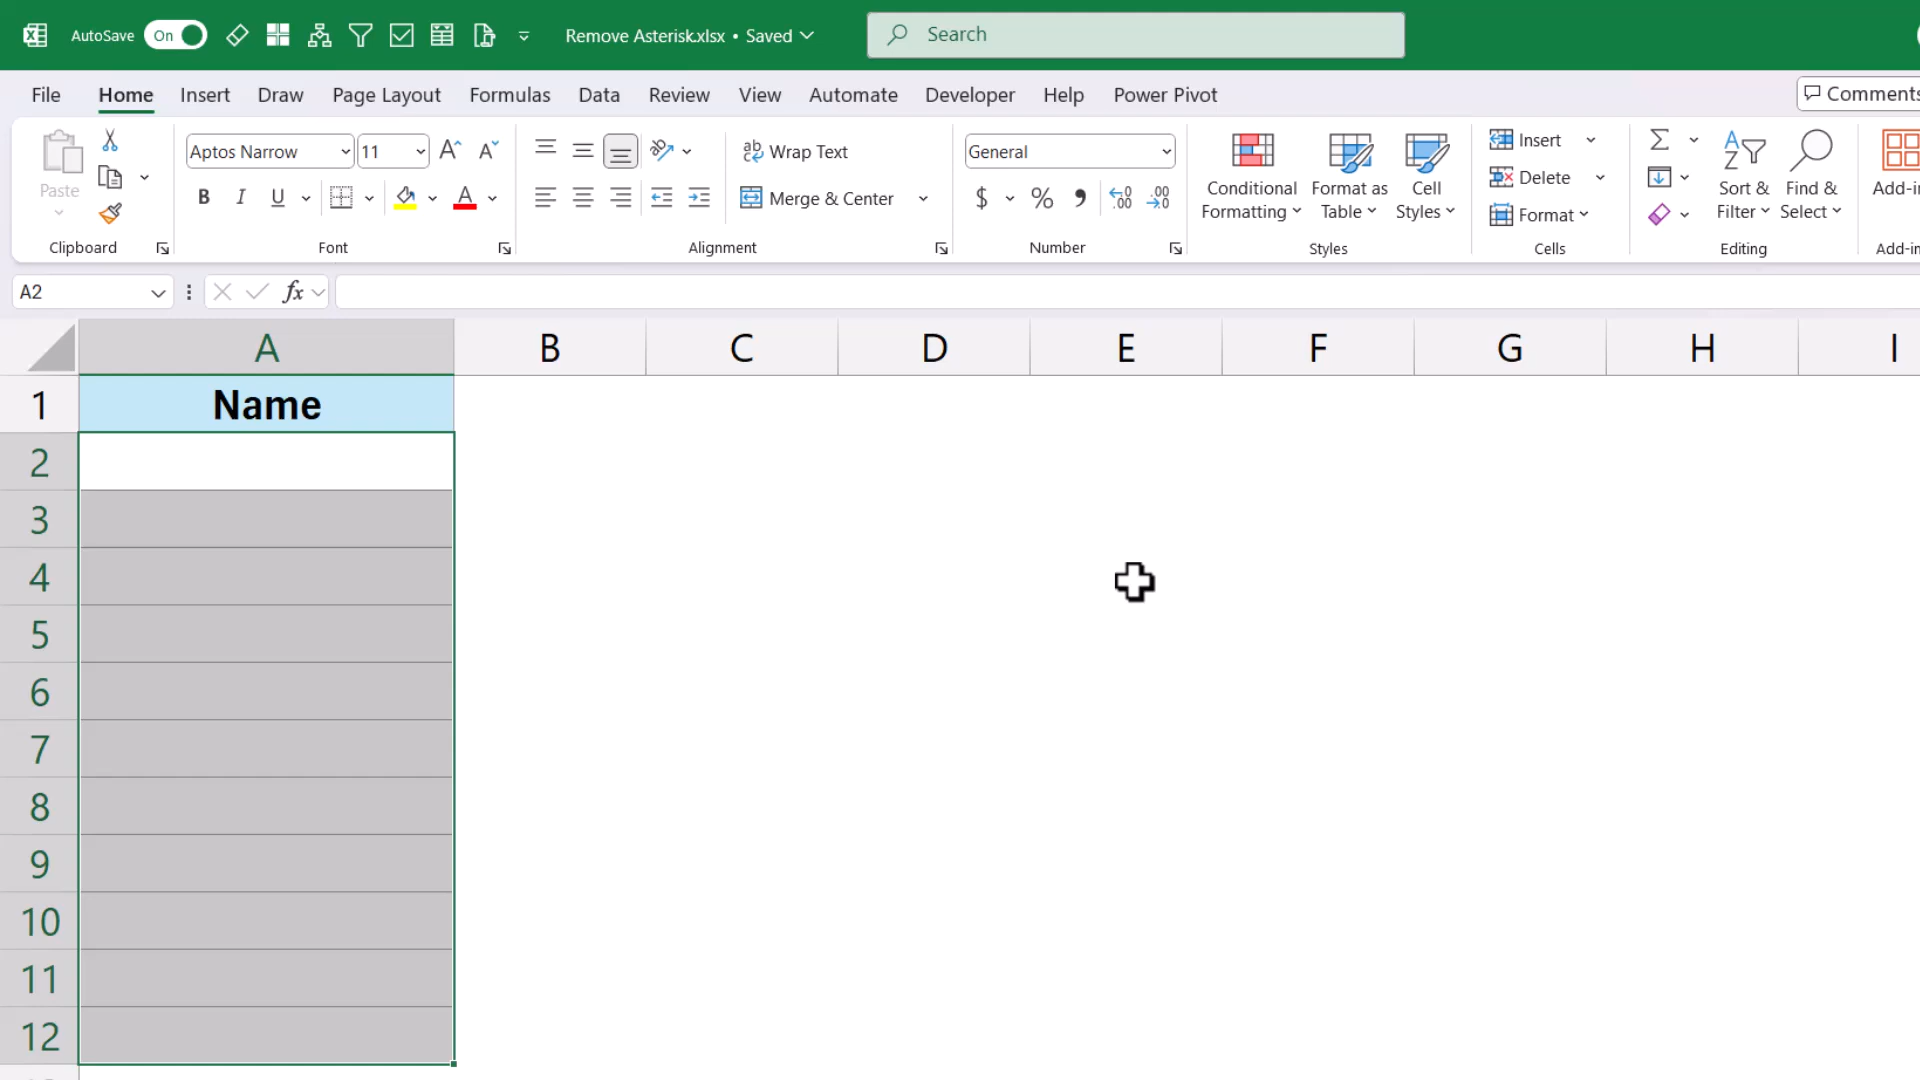 AutoSave On Remove Asterisk.xlsx • Saved Search
File Home Insert Draw Page Layout Formulas Data Review View Automate Developer Help Power Pivot Comments
Paste
Clipboard
Aptos Narrow 11
B I U A
Font
Wrap Text
Merge & Center
Alignment
General
$ % 9 .00
Number
Conditional Formatting
Format as Table
Cell Styles
Styles
Insert
Delete
Format
Cells
Σ
Sort & Filter
Find & Select
Editing
A2 fx
A B C D E F G H I
1 Name
2
3
4
5
6
7
8
9
10
11
12